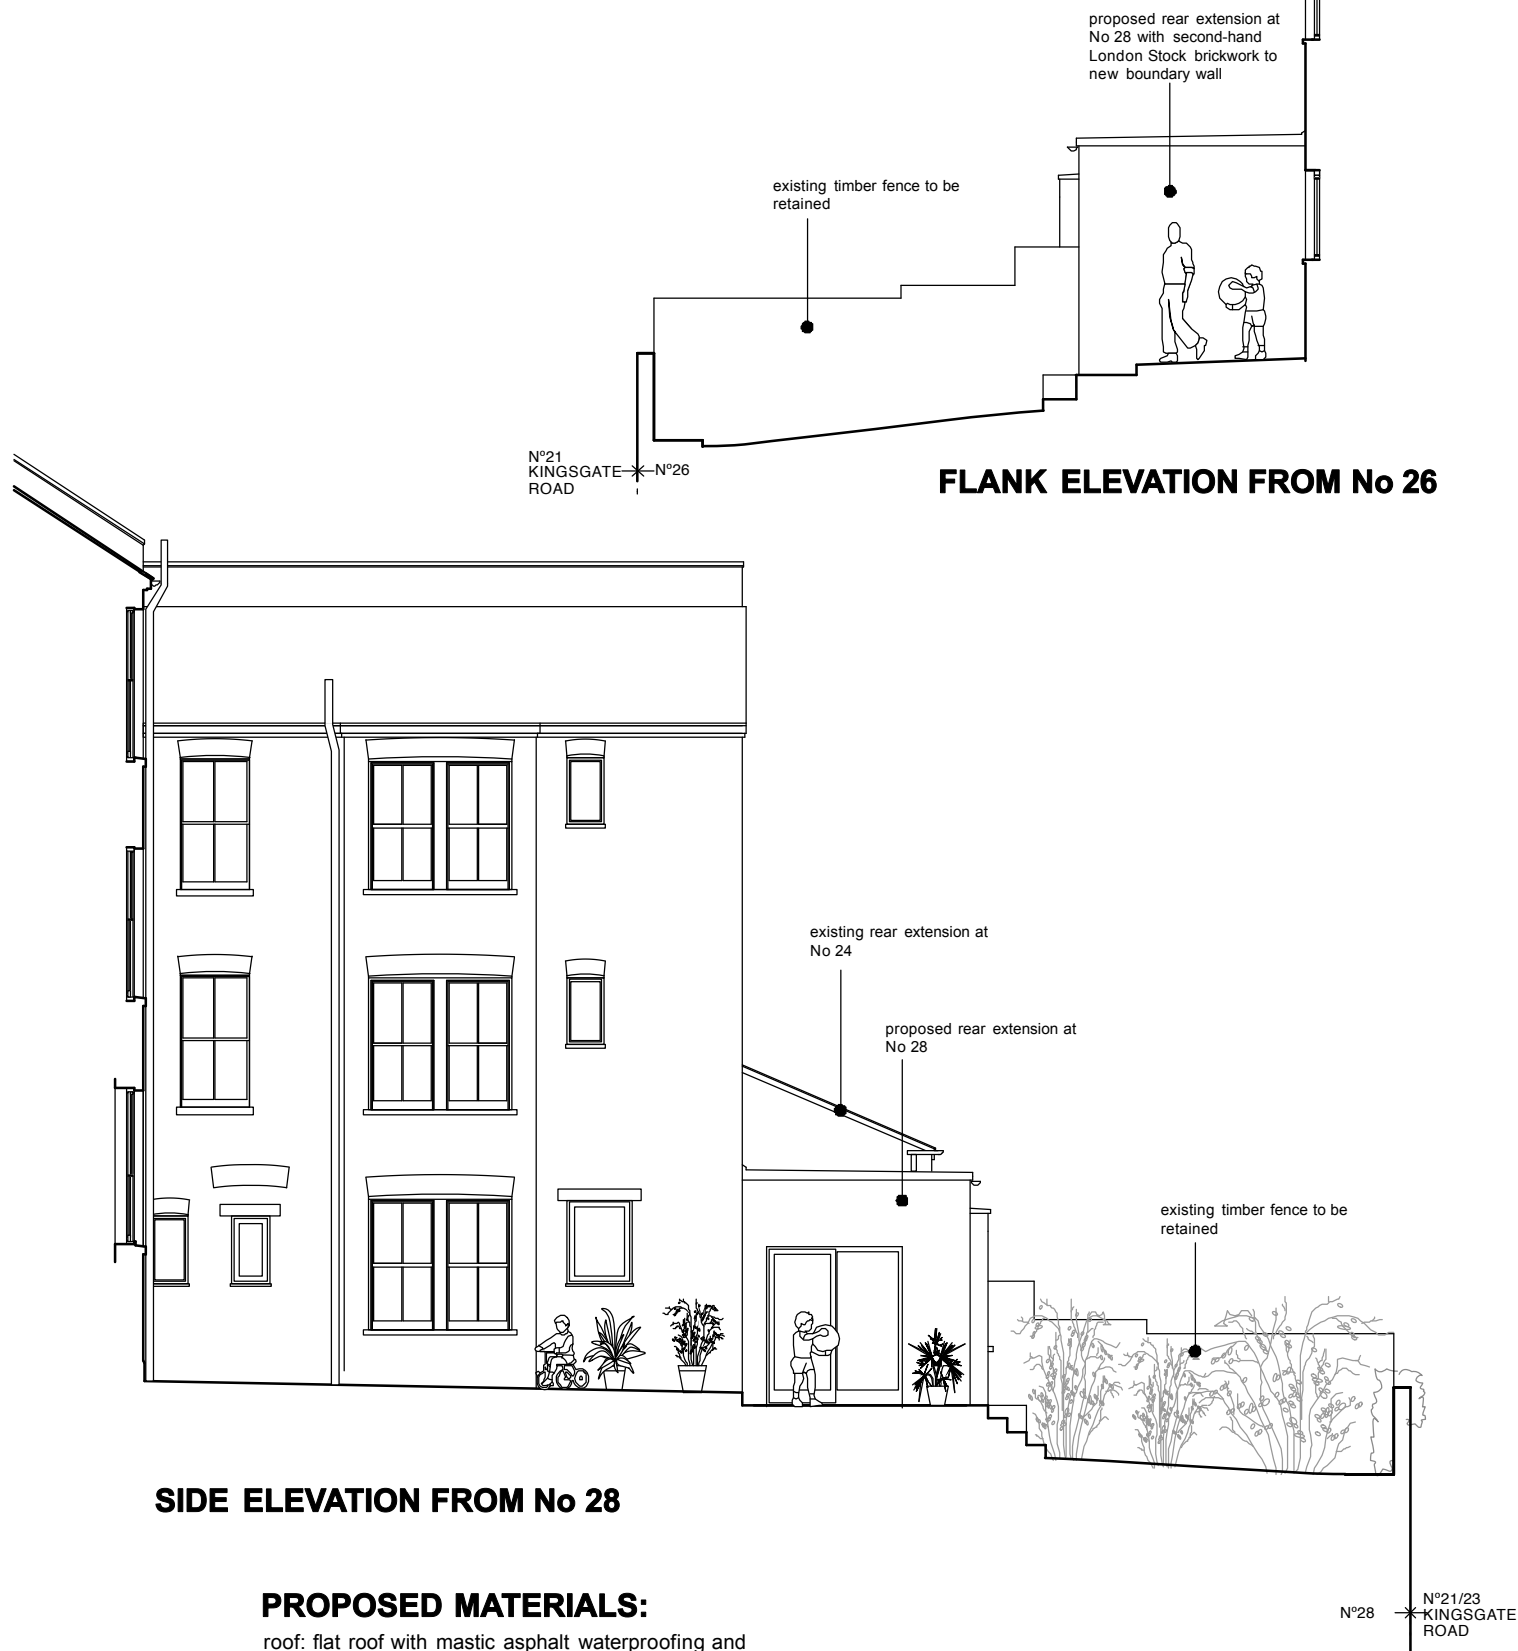 proposed rear extension at
No 28 with second-hand
London Stock brickwork to
new boundary wall
existing timber fence to be
retained
Nº21
KINGSGATE
ROAD
Nº26
FLANK ELEVATION FROM No 26
existing rear extension at
No 24
proposed rear extension at
No 28
existing timber fence to be
retained
SIDE ELEVATION FROM No 28
PROPOSED MATERIALS:
roof: flat roof with mastic asphalt waterproofing and
Nº28
Nº21/23
KINGSGATE
ROAD